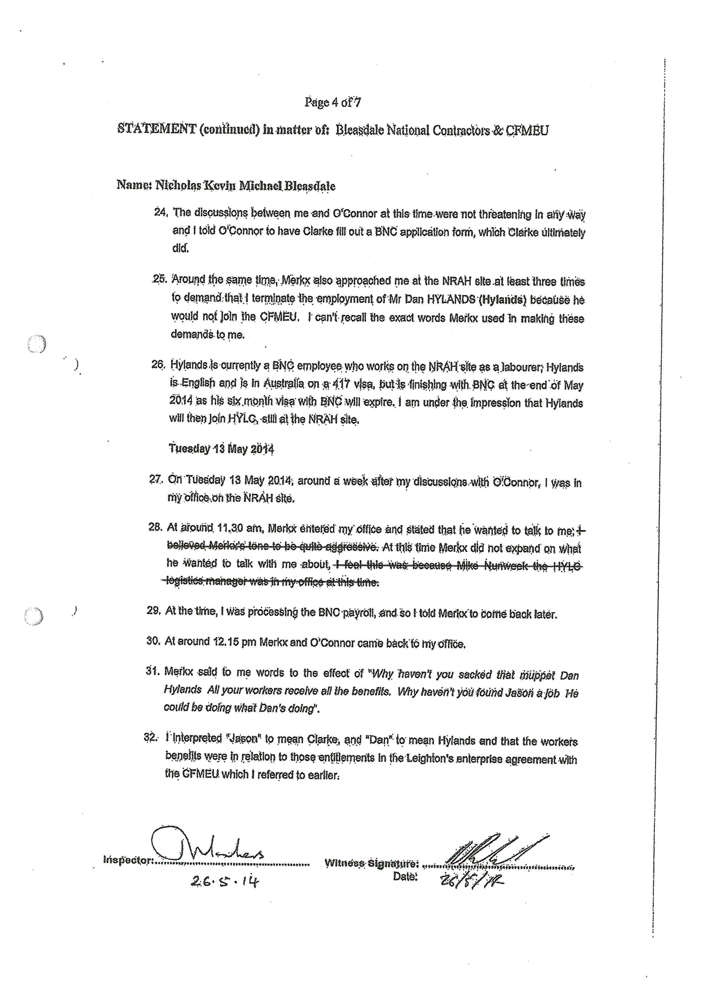 Page 4 of 7
STATEMENT (continued) in matter of: Bleasdale National Contractors & CFMEU
Name: Nicholas Kevin Michael Bleasdale
24. The discussions between me and O'Connor at this time were not threatening in any way
and I told O'Connor to have Clarke fill out a BNC application form, which Clarke ultimately
did.
25. Around the same time, Merkx also approached me at the NRAH site at least three times
to demand that I terminate the employment of Mr Dan HYLANDS (Hylands) because he
would not join the CFMEU. I can't recall the exact words Merkx used in making these
demands to me.
26. Hylands is currently a BNC employee who works on the NRAH site as a labourer; Hylands
is English and is in Australia on a 417 visa, but is finishing with BNC at the end of May
2014 as his six month visa with BNC will expire. I am under the impression that Hylands
will then join HYLC, still at the NRAH site.
Tuesday 13 May 2014
27. On Tuesday 13 May 2014, around a week after my discussions with O'Connor, I was in
my office on the NRAH site.
28. At around 11.30 am, Merkx entered my office and stated that he wanted to talk to me; I
believed Merkx's tone to be quite aggressive. At this time Merkx did not expand on what
he wanted to talk with me about, I feel this was because Mike Nunweek the HYLC
logistics manager was in my office at this time.
29. At the time, I was processing the BNC payroll, and so I told Merkx to come back later.
30. At around 12.15 pm Merkx and O'Connor came back to my office.
31. Merkx said to me words to the effect of "Why haven't you sacked that muppet Dan
Hylands All your workers receive all the benefits. Why haven't you found Jason a job He
could be doing what Dan's doing".
32. I interpreted "Jason" to mean Clarke, and "Dan" to mean Hylands and that the workers
benefits were in relation to those entitlements in the Leighton's enterprise agreement with
the CFMEU which I referred to earlier.
Inspector: Witness Signature:
26.5.14 Date: 26/5/14